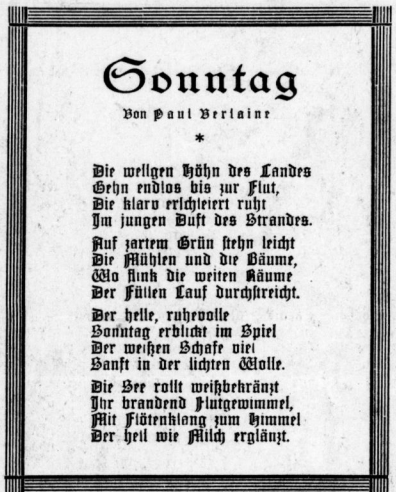 Sonntag
Von Paul Verlaine
*
Die wellgen Höhn des Landes
Gehn endlos bis zur Flut,
Die klarv erschleiert ruht
Im jungen Duft des Strandes.
Auf zartem Grün stehn leicht
Die Mühlen und die Bäume,
Wo flink die weiten Räume
Der Füllen Lauf durchstreicht.
Der helle, ruhevolle
Sonntag erblickt im Spiel
Der weißen Schafe viel
Sanft in der lichten Wolle.
Die See rollt weißbekränzt
Ihr brandend Flutgewimmel,
Mit Flötenklang zum Himmel
Der hell wie Milch erglänzt.